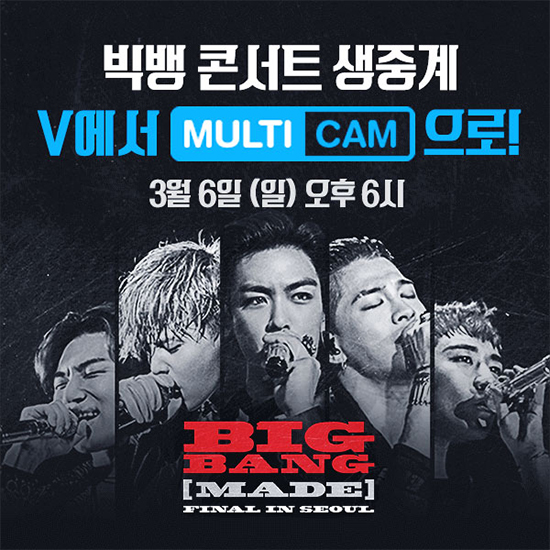 빅뱅 콘서트 생중계
V에서 MULTI CAM 으로!
3월 6일 (일) 오후 6시
BIG
BANG
[MADE]
FINAL IN SEOUL